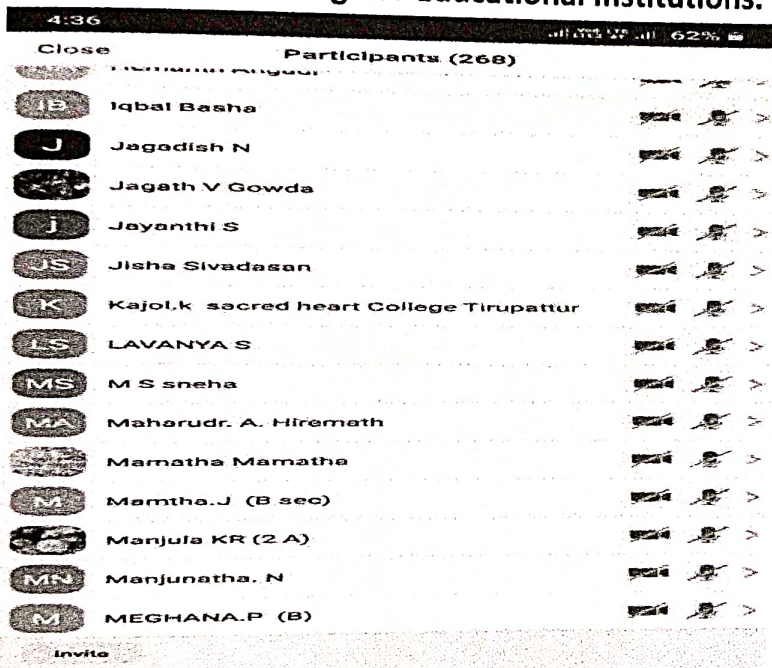 Educational Institutions.
4:36 62%
Close Participants (268)
IB Iqbal Basha
J Jagadish N
Jagath V Gowda
j Jayanthi S
JS Jisha Sivadasan
K Kajol.k sacred heart College Tirupattur
LS LAVANYA S
MS M S sneha
MA Maharudr. A. Hiremath
Mamatha Mamatha
M Mamtha.J (B sec)
Manjula KR (2 A)
MN Manjunatha. N
M MEGHANA.P (B)
Invite